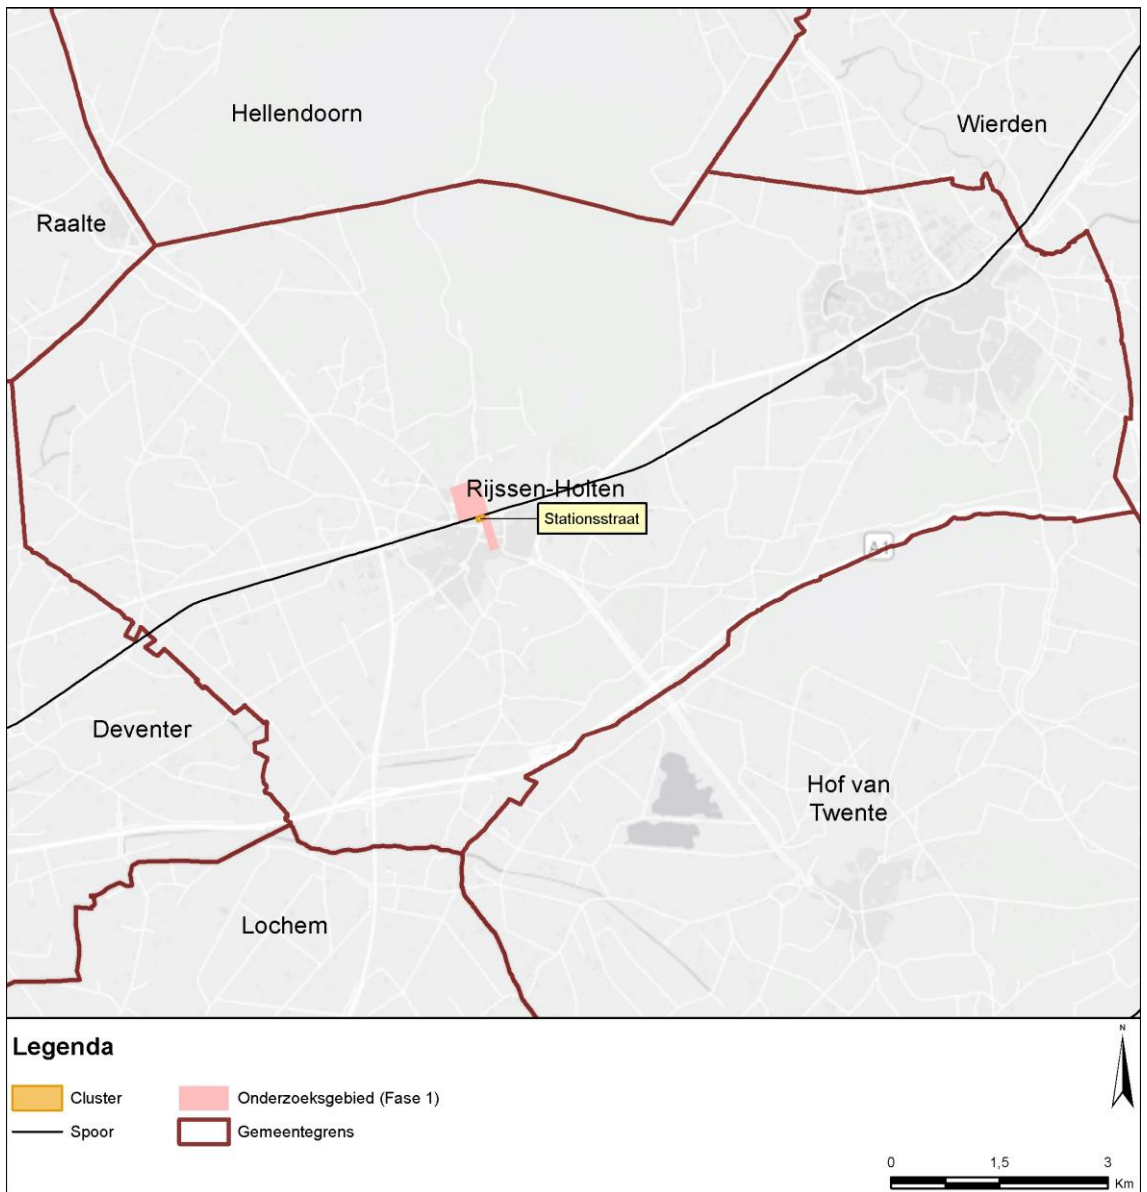 Hellendoorn
Wierden
Raalte
Rijssen-Holten
Stationsstraat
A1
Deventer
Hof van
Twente
Lochem
Legenda
Cluster
Onderzoeksgebied (Fase 1)
Spoor
Gemeentegrens
N
0 1,5 3
Km